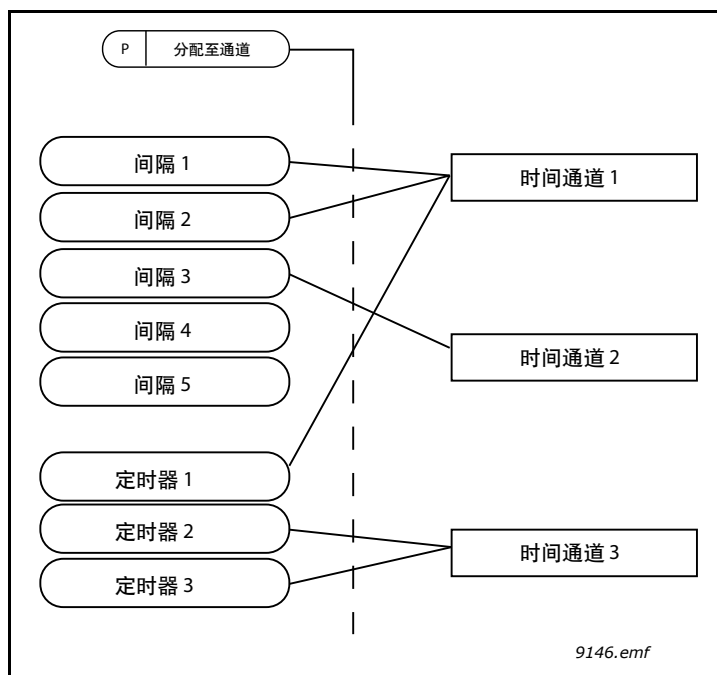 P 分配至通道
间隔 1
间隔 2
间隔 3
间隔 4
间隔 5
定时器 1
定时器 2
定时器 3
时间通道 1
时间通道 2
时间通道 3
9146.emf